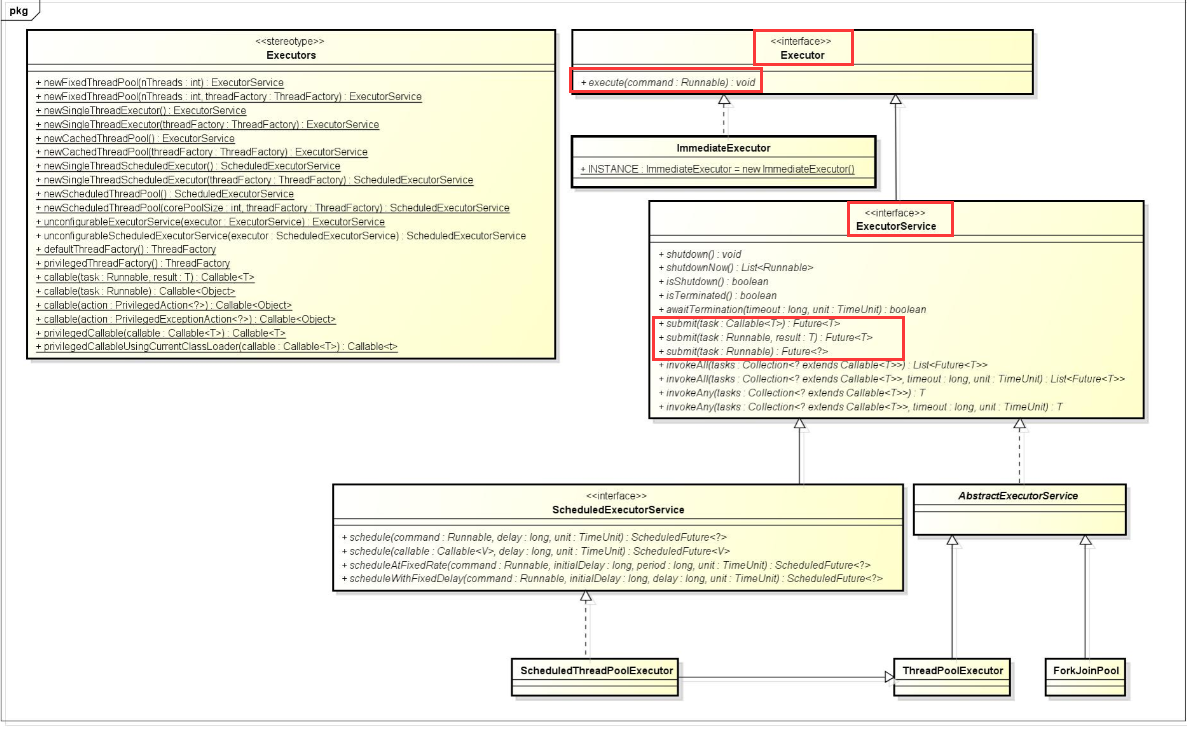 pkg
<<stereotype>>
Executors
+ newFixedThreadPool(nThreads : int) : ExecutorService
+ newFixedThreadPool(nThreads : int, threadFactory : ThreadFactory) : ExecutorService
+ newSingleThreadExecutor() : ExecutorService
+ newSingleThreadExecutor(threadFactory : ThreadFactory) : ExecutorService
+ newCachedThreadPool() : ExecutorService
+ newCachedThreadPool(threadFactory : ThreadFactory) : ExecutorService
+ newSingleThreadScheduledExecutor() : ScheduledExecutorService
+ newSingleThreadScheduledExecutor(threadFactory : ThreadFactory) : ScheduledExecutorService
+ newScheduledThreadPool() : ScheduledExecutorService
+ newScheduledThreadPool(corePoolSize : int, threadFactory : ThreadFactory) : ScheduledExecutorService
+ unconfigurableExecutorService(executor : ExecutorService) : ExecutorService
+ unconfigurableScheduledExecutorService(executor : ScheduledExecutorService) : ScheduledExecutorService
+ defaultThreadFactory() : ThreadFactory
+ privilegedThreadFactory() : ThreadFactory
+ callable(task : Runnable, result : T) : Callable<T>
+ callable(task : Runnable) : Callable<Object>
+ callable(action : PrivilegedAction<?>) : Callable<Object>
+ callable(action : PrivilegedExceptionAction<?>) : Callable<Object>
+ privilegedCallable(callable : Callable<T>) : Callable<T>
+ privilegedCallableUsingCurrentClassLoader(callable : Callable<T>) : Callable<t>
<<interface>>
Executor
+ execute(command : Runnable) : void
ImmediateExecutor
+ INSTANCE : ImmediateExecutor = new ImmediateExecutor()
<<interface>>
ExecutorService
+ shutdown() : void
+ shutdownNow() : List<Runnable>
+ isShutdown() : boolean
+ isTerminated() : boolean
+ awaitTermination(timeout : long, unit : TimeUnit) : boolean
+ submit(task : Callable<T>) : Future<T>
+ submit(task : Runnable, result : T) : Future<T>
+ submit(task : Runnable) : Future<?>
+ invokeAll(tasks : Collection<? extends Callable<T>>) : List<Future<T>>
+ invokeAll(tasks : Collection<? extends Callable<T>>, timeout : long, unit : TimeUnit) : List<Future<T>>
+ invokeAny(tasks : Collection<? extends Callable<T>>) : T
+ invokeAny(tasks : Collection<? extends Callable<T>>, timeout : long, unit : TimeUnit) : T
<<interface>>
ScheduledExecutorService
+ schedule(command : Runnable, delay : long, unit : TimeUnit) : ScheduledFuture<?>
+ schedule(callable : Callable<V>, delay : long, unit : TimeUnit) : ScheduledFuture<V>
+ scheduleAtFixedRate(command : Runnable, initialDelay : long, period : long, unit : TimeUnit) : ScheduledFuture<?>
+ scheduleWithFixedDelay(command : Runnable, initialDelay : long, delay : long, unit : TimeUnit) : ScheduledFuture<?>
AbstractExecutorService
ScheduledThreadPoolExecutor
ThreadPoolExecutor
ForkJoinPool